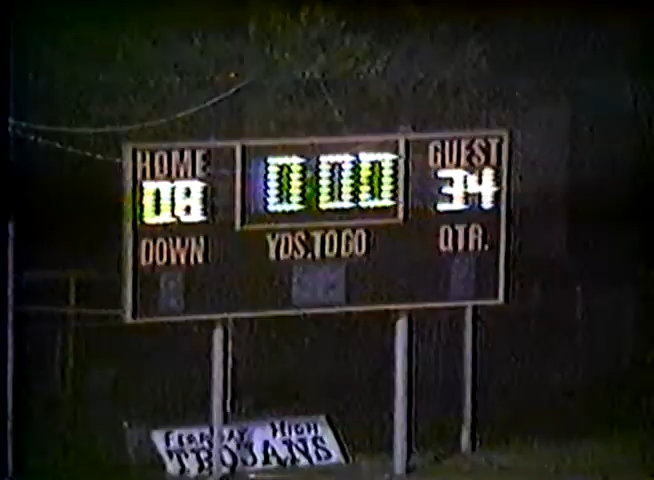 HOME GUEST
08 0:00 34
DOWN YDS.TO GO QTR.
HIGH
TROJANS